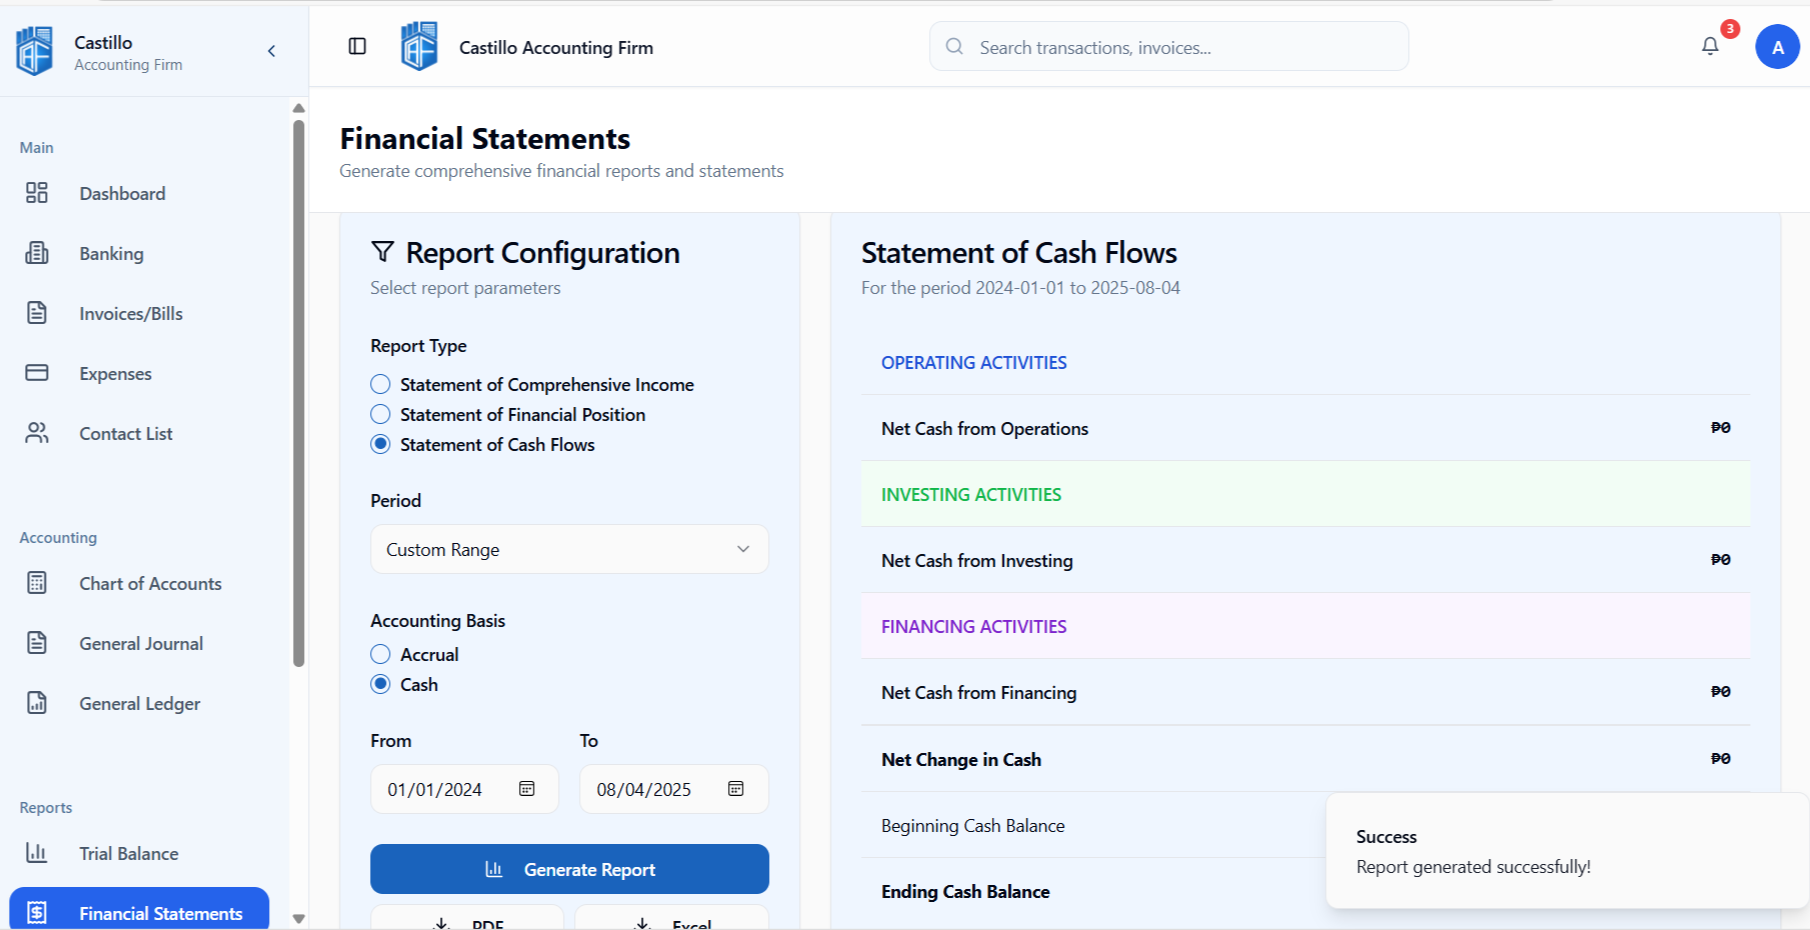 Castillo
Accounting Firm
Castillo Accounting Firm
Search transactions, invoices...
3
A
Main
Dashboard
Banking
Invoices/Bills
Expenses
Contact List
Accounting
Chart of Accounts
General Journal
General Ledger
Reports
Trial Balance
Financial Statements
Financial Statements
Generate comprehensive financial reports and statements
Report Configuration
Select report parameters
Report Type
Statement of Comprehensive Income
Statement of Financial Position
Statement of Cash Flows
Period
Custom Range
Accounting Basis
Accrual
Cash
From
To
01/01/2024
08/04/2025
Generate Report
PDF
Excel
Statement of Cash Flows
For the period 2024-01-01 to 2025-08-04
OPERATING ACTIVITIES
Net Cash from Operations ₱0
INVESTING ACTIVITIES
Net Cash from Investing ₱0
FINANCING ACTIVITIES
Net Cash from Financing ₱0
Net Change in Cash ₱0
Beginning Cash Balance
Ending Cash Balance
Success
Report generated successfully!